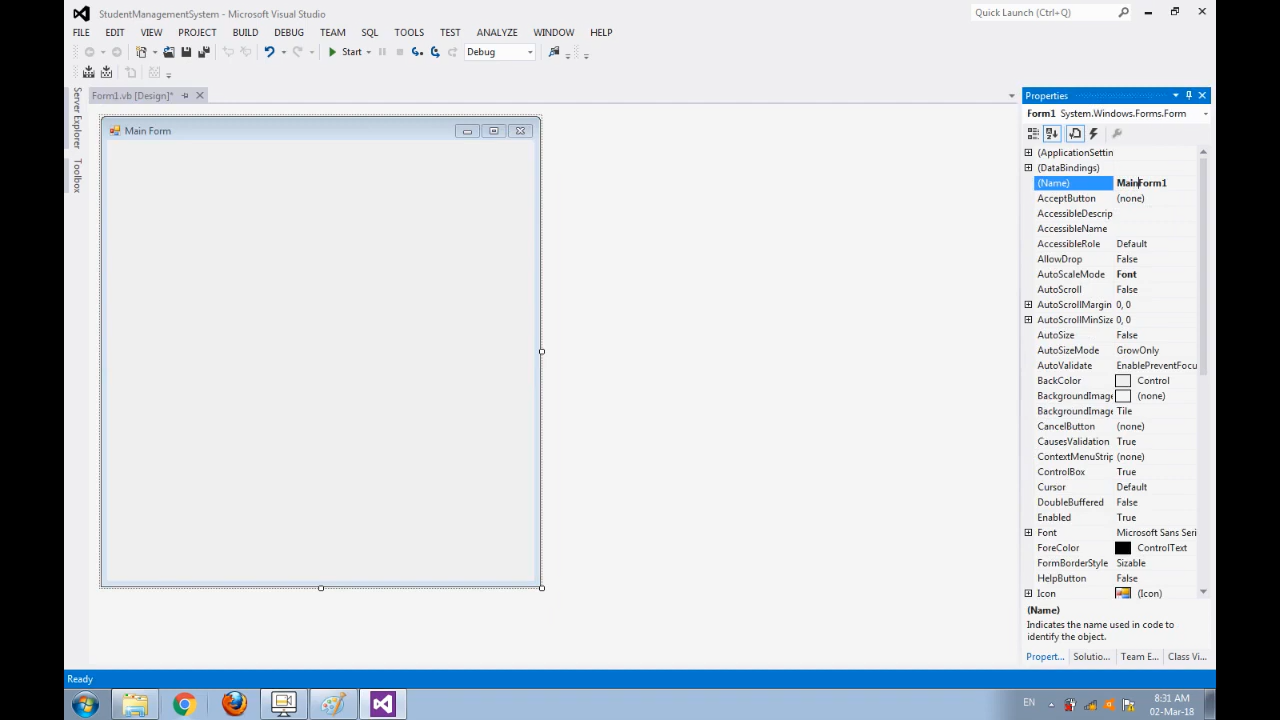 StudentManagementSystem - Microsoft Visual Studio
Quick Launch (Ctrl+Q)
FILE EDIT VIEW PROJECT BUILD DEBUG TEAM SQL TOOLS TEST ANALYZE WINDOW HELP
Start Debug
Server Explorer
Toolbox
Form1.vb [Design]*
Main Form
Properties
Form1 System.Windows.Forms.Form
(ApplicationSettin
(DataBindings)
(Name) MainForm1
AcceptButton (none)
AccessibleDescrip
AccessibleName
AccessibleRole Default
AllowDrop False
AutoScaleMode Font
AutoScroll False
AutoScrollMargin 0, 0
AutoScrollMinSize 0, 0
AutoSize False
AutoSizeMode GrowOnly
AutoValidate EnablePreventFocu
BackColor Control
BackgroundImage (none)
BackgroundImage Tile
CancelButton (none)
CausesValidation True
ContextMenuStrip (none)
ControlBox True
Cursor Default
DoubleBuffered False
Enabled True
Font Microsoft Sans Seri
ForeColor ControlText
FormBorderStyle Sizable
HelpButton False
Icon (Icon)
(Name)
Indicates the name used in code to
identify the object.
Propert... Solutio... Team E... Class Vi...
Ready
EN
8:31 AM
02-Mar-18